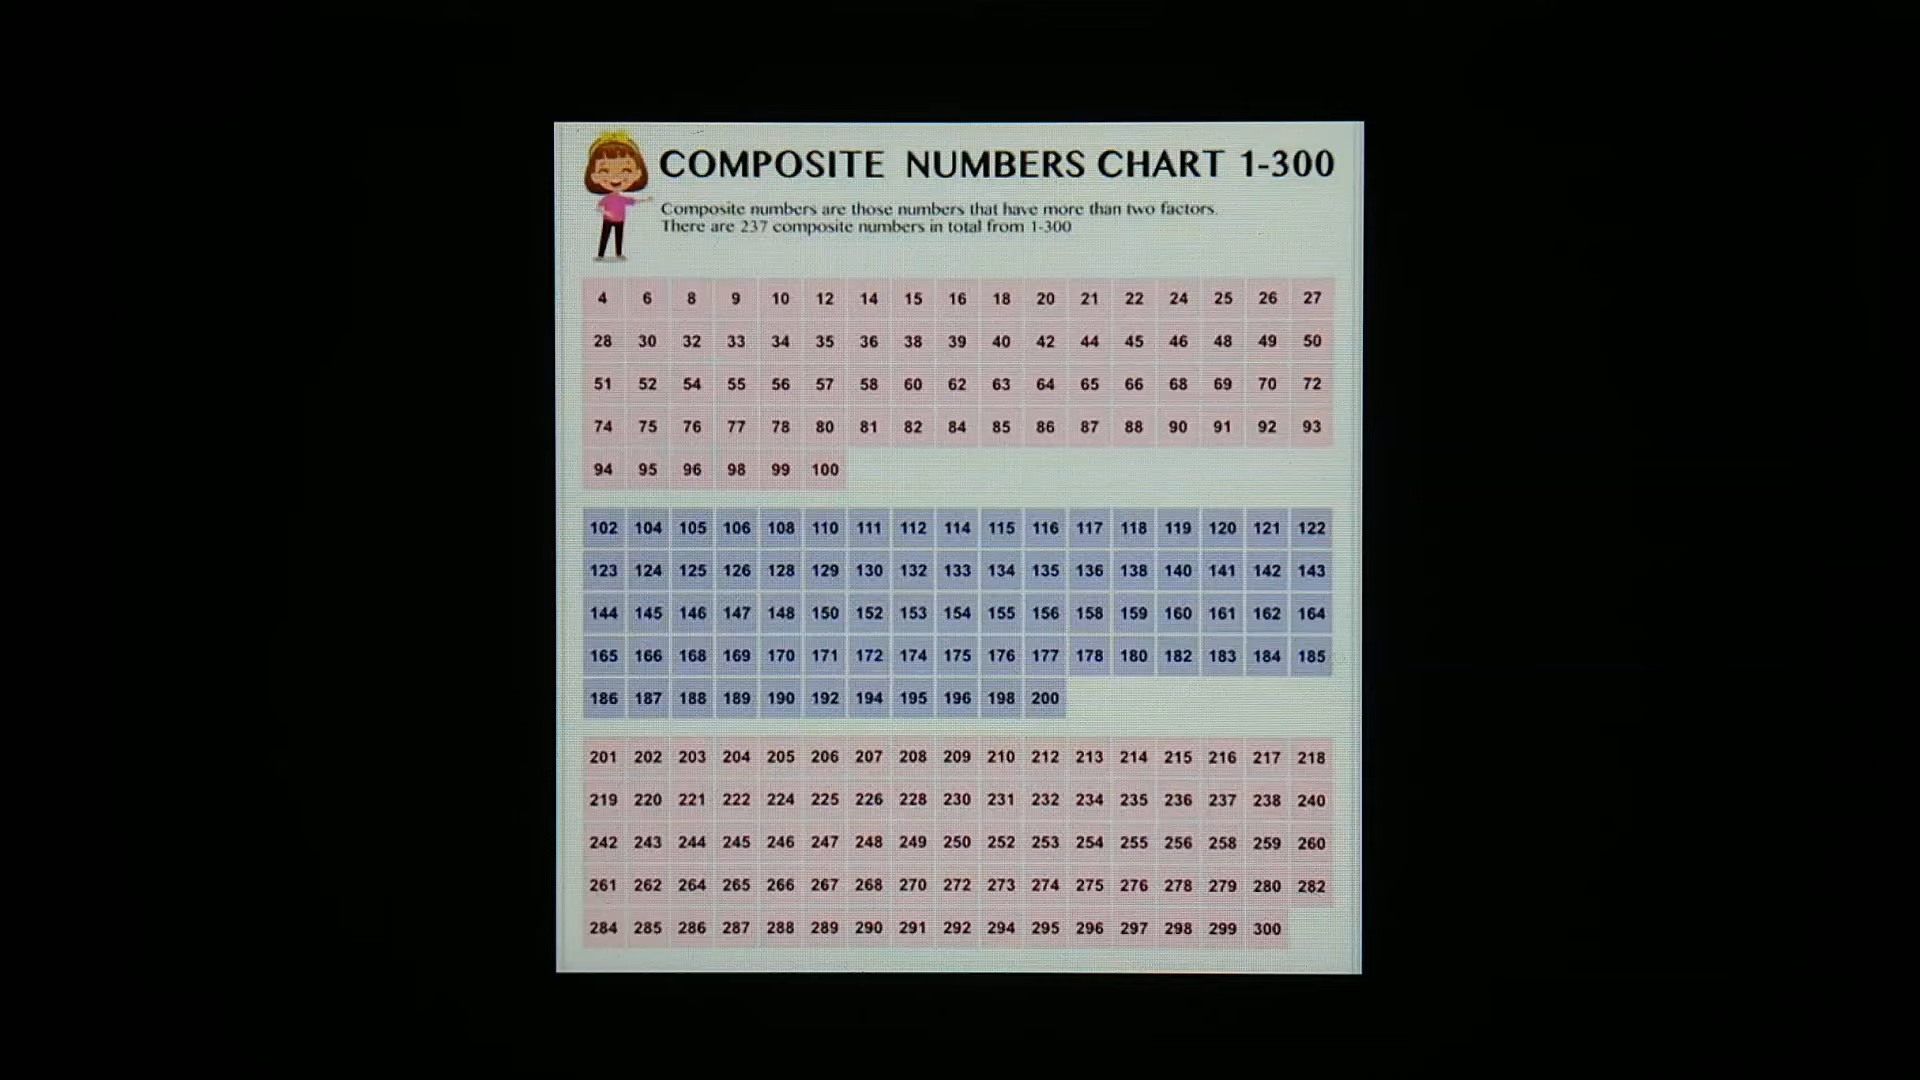 COMPOSITE NUMBERS CHART 1-300
Composite numbers are those numbers that have more than two factors.
There are 237 composite numbers in total from 1-300
4 6 8 9 10 12 14 15 16 18 20 21 22 24 25 26 27
28 30 32 33 34 35 36 38 39 40 42 44 45 46 48 49 50
51 52 54 55 56 57 58 60 62 63 64 65 66 68 69 70 72
74 75 76 77 78 80 81 82 84 85 86 87 88 90 91 92 93
94 95 96 98 99 100
102 104 105 106 108 110 111 112 114 115 116 117 118 119 120 121 122
123 124 125 126 128 129 130 132 133 134 135 136 138 140 141 142 143
144 145 146 147 148 150 152 153 154 155 156 158 159 160 161 162 164
165 166 168 169 170 171 172 174 175 176 177 178 180 182 183 184 185
186 187 188 189 190 192 194 195 196 198 200
201 202 203 204 205 206 207 208 209 210 212 213 214 215 216 217 218
219 220 221 222 224 225 226 228 230 231 232 234 235 236 237 238 240
242 243 244 245 246 247 248 249 250 252 253 254 255 256 258 259 260
261 262 264 265 266 267 268 270 272 273 274 275 276 278 279 280 282
284 285 286 287 288 289 290 291 292 294 295 296 297 298 299 300